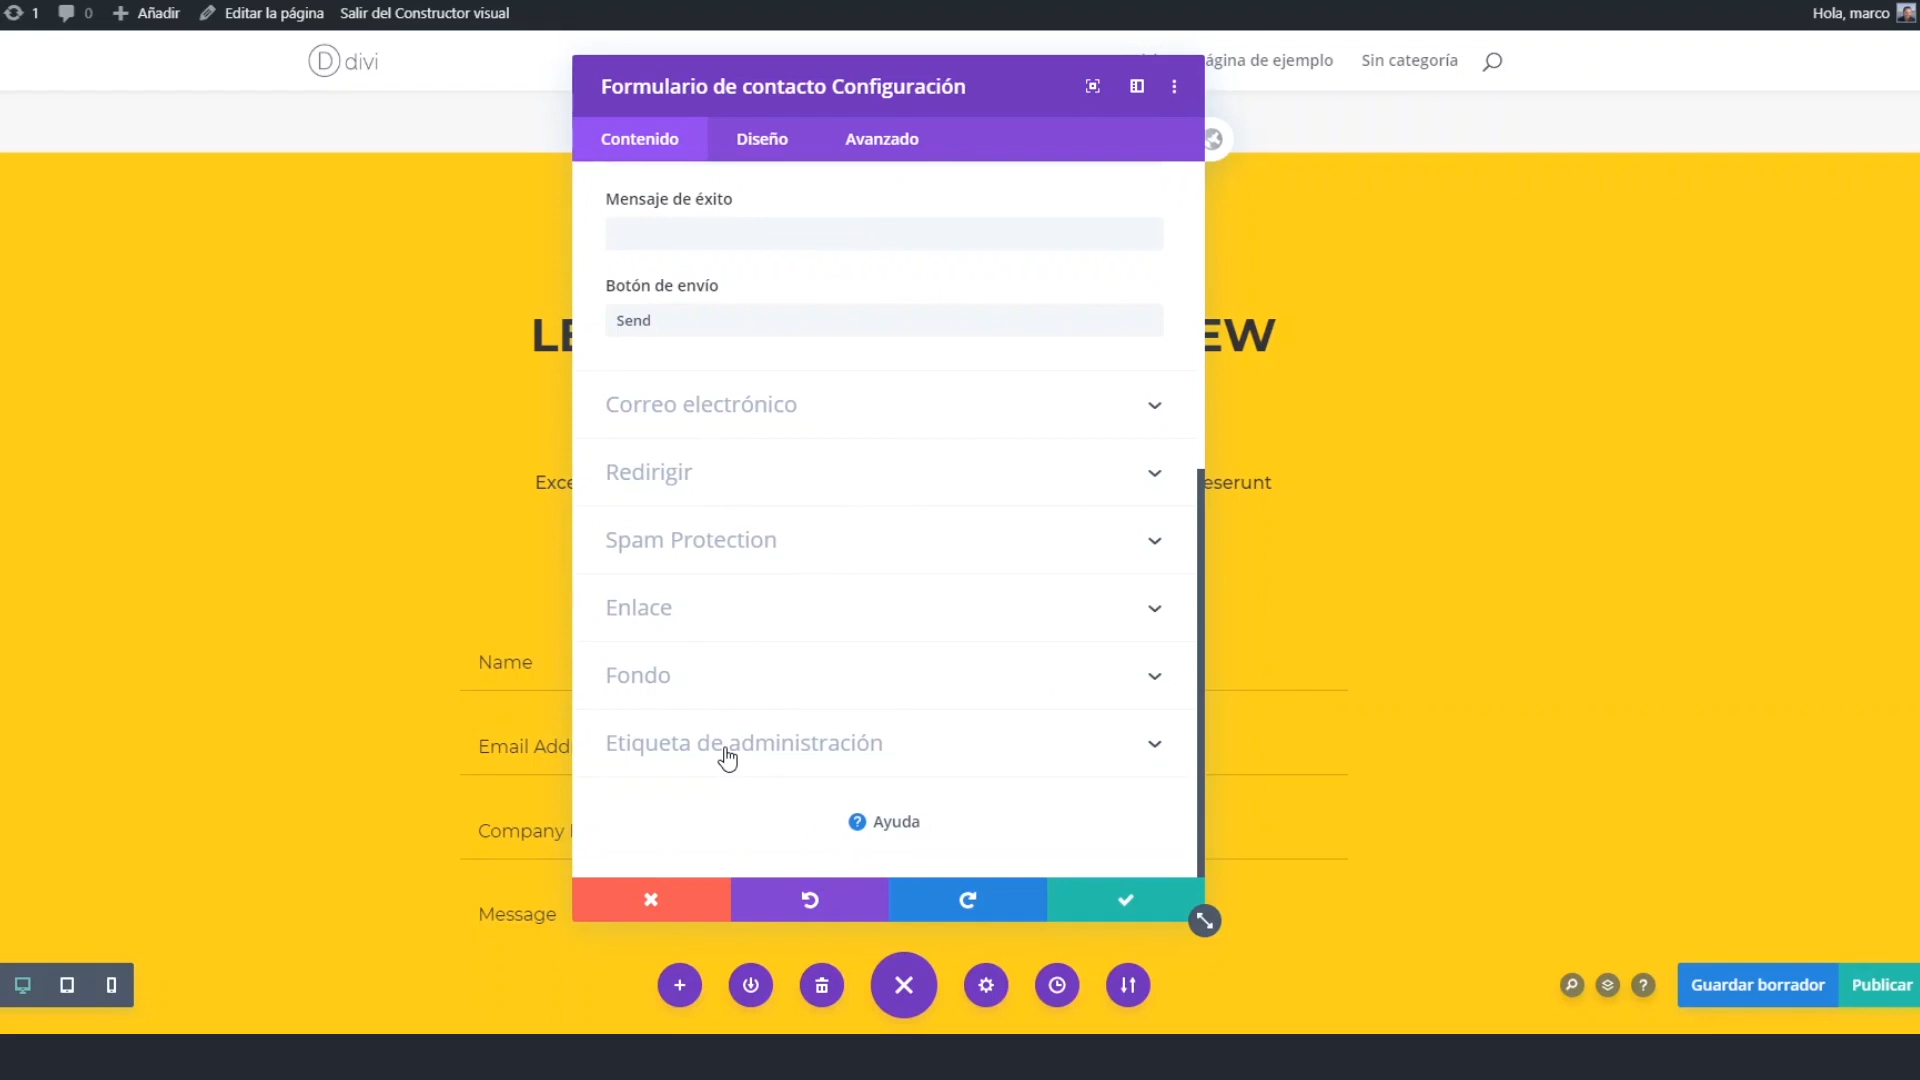 1 0 Añadir Editar la página Salir del Constructor visual Hola, marco
D divi
ágina de ejemplo Sin categoría
Formulario de contacto Configuración
Contenido Diseño Avanzado
Mensaje de éxito
Botón de envío
Send
LE
EW
Correo electrónico
Redirigir
Exce
eserunt
Spam Protection
Enlace
Name
Fondo
Email Add
Etiqueta de administración
Company
? Ayuda
Message
Guardar borrador Publicar